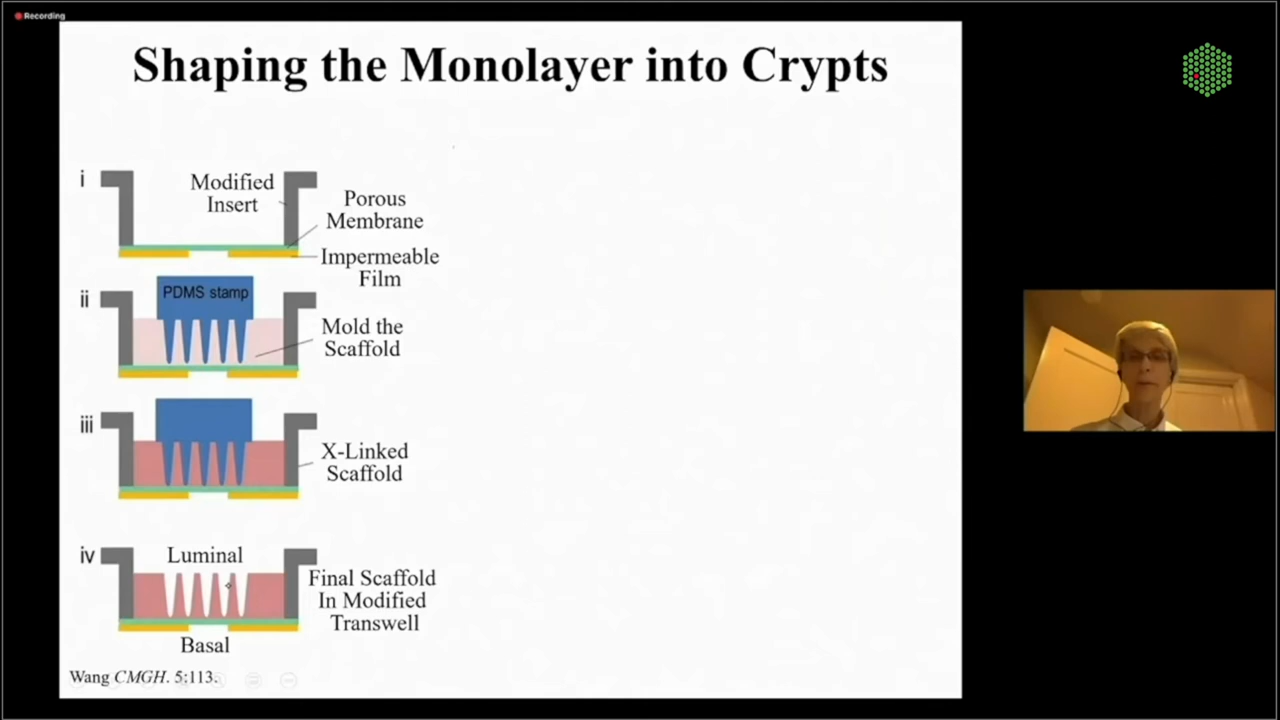 Recording
Shaping the Monolayer into Crypts
i
Modified
Insert
Porous
Membrane
Impermeable
Film
ii
PDMS stamp
Mold the
Scaffold
iii
X-Linked
Scaffold
iv
Luminal
Final Scaffold
In Modified
Transwell
Basal
Wang CMGH. 5:113.